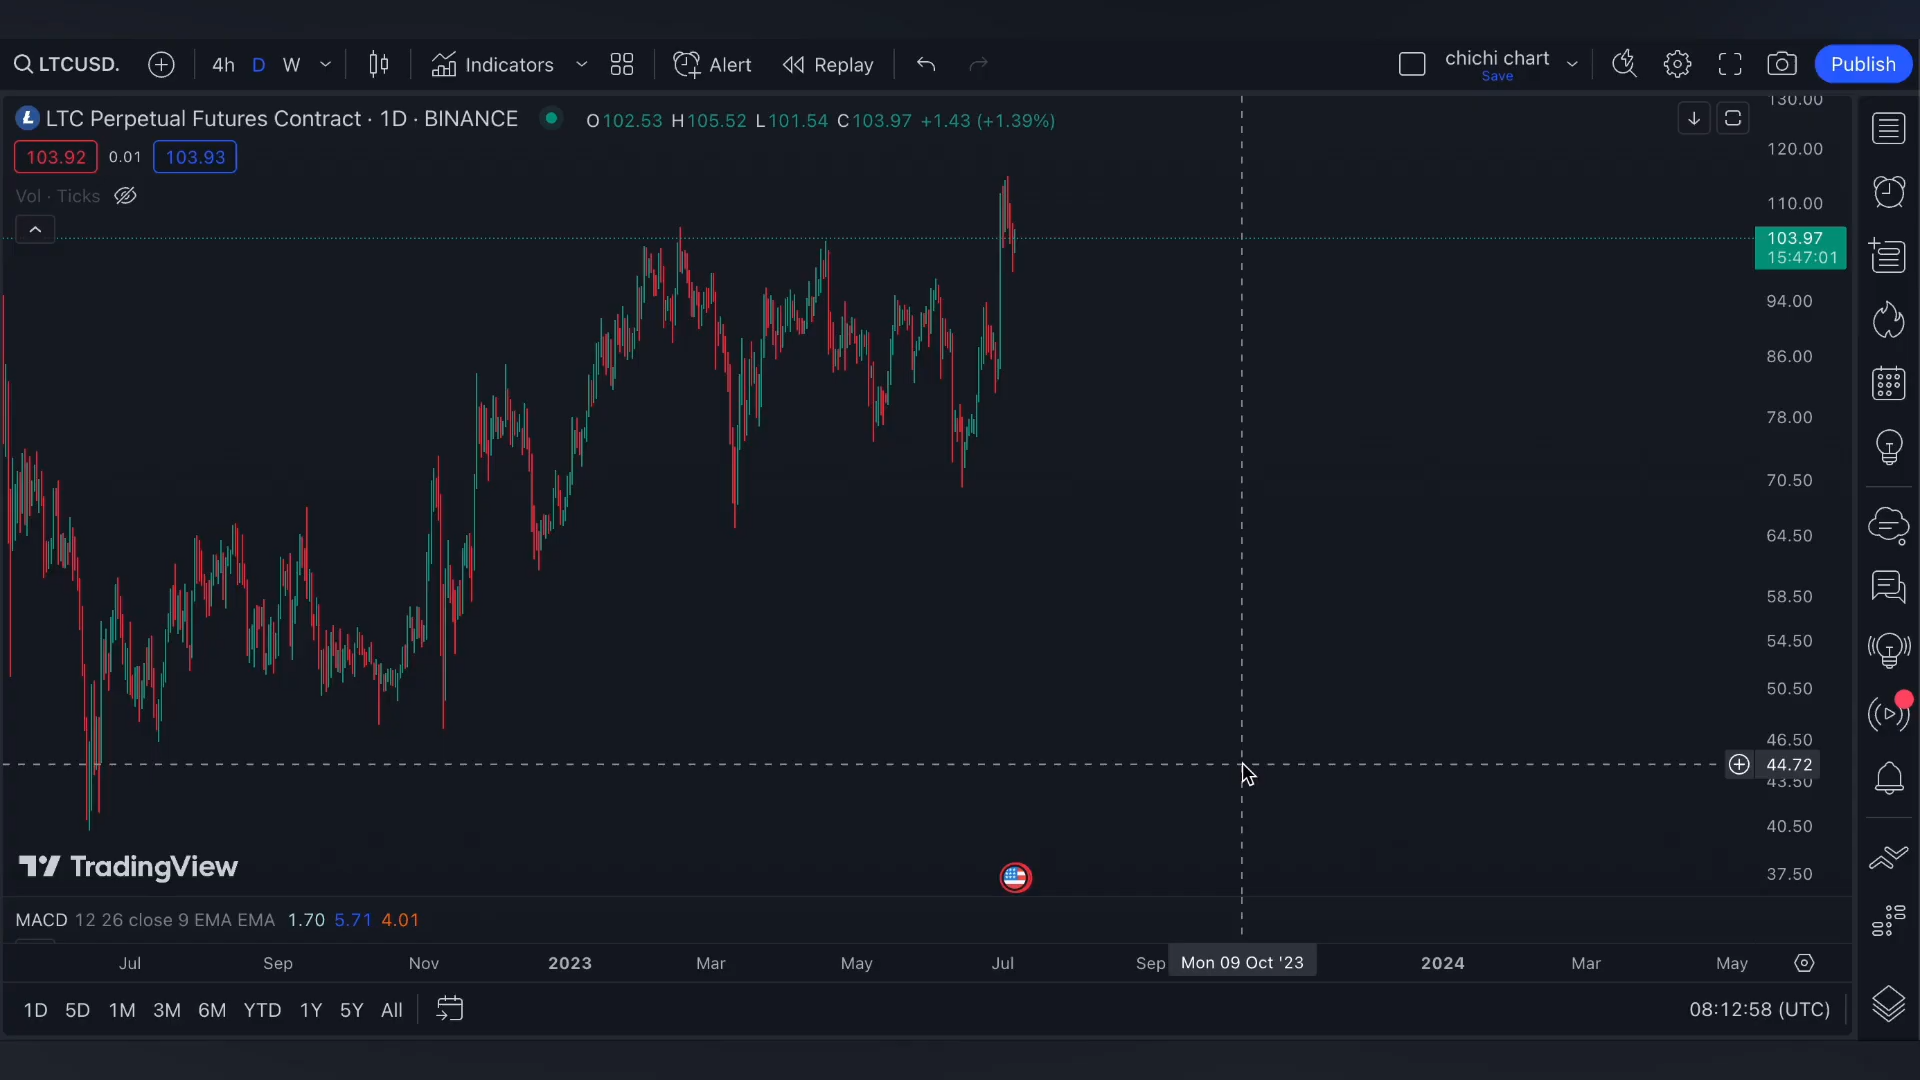 LTCUSD.
4h D W
Indicators
Alert
Replay
chichi chart
Save
Publish
LTC Perpetual Futures Contract · 1D · BINANCE
O102.53 H105.52 L101.54 C103.97 +1.43 (+1.39%)
103.92 0.01 103.93
Vol · Ticks
130.00
120.00
110.00
103.97
15:47:01
94.00
86.00
78.00
70.50
64.50
58.50
54.50
50.50
46.50
44.72
43.50
40.50
37.50
TradingView
MACD 12 26 close 9 EMA EMA 1.70 5.71 4.01
Jul Sep Nov 2023 Mar May Jul Sep Mon 09 Oct '23 2024 Mar May
1D 5D 1M 3M 6M YTD 1Y 5Y All
08:12:58 (UTC)